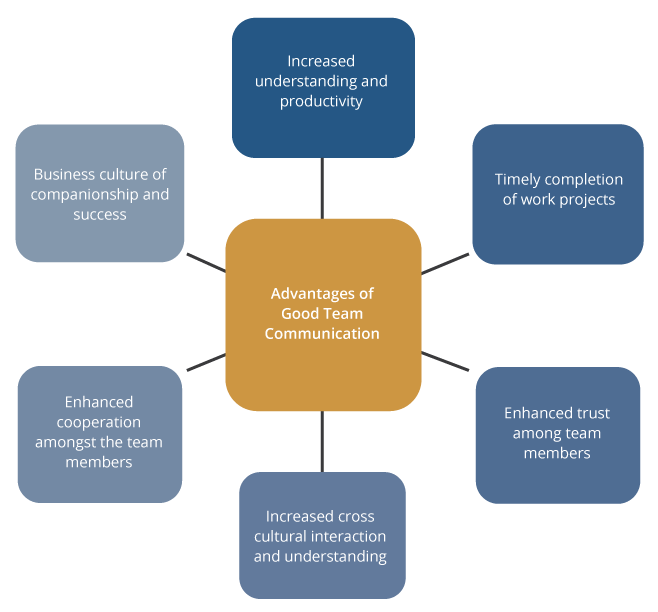 Increased
understanding and
productivity
Timely completion
of work projects
Enhanced trust
among team
members
Increased cross
cultural interaction
and understanding
Enhanced
cooperation
amongst the team
members
Business culture of
companionship and
success
Advantages of
Good Team
Communication